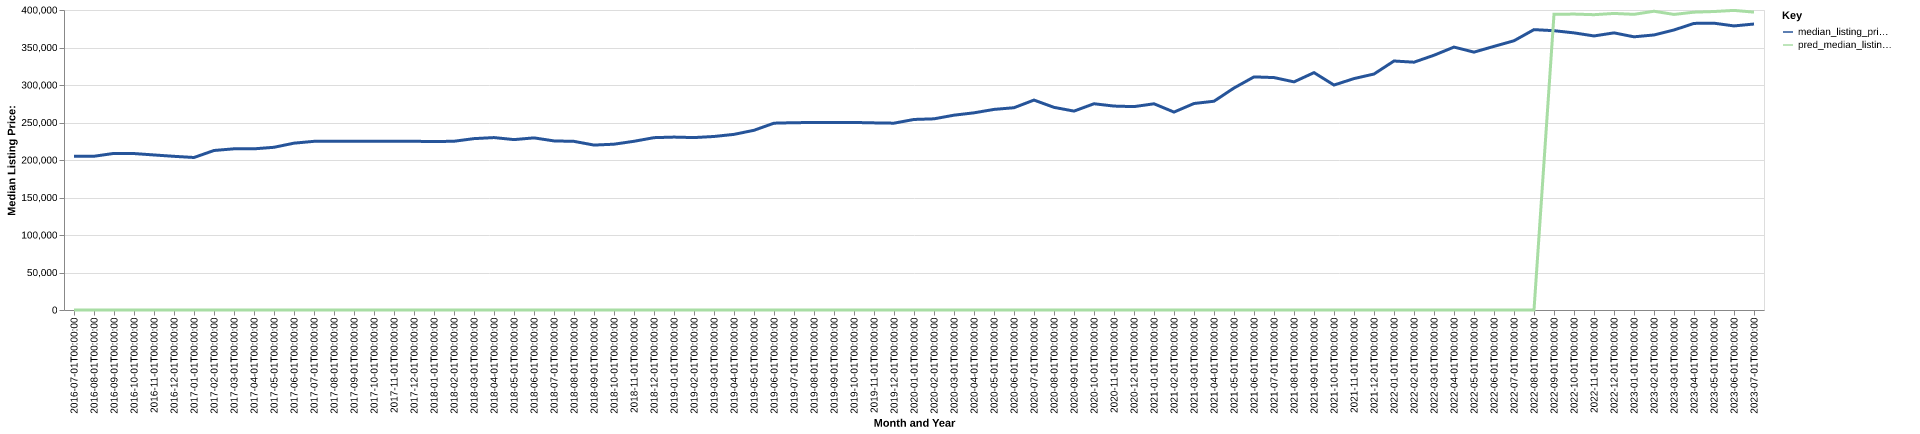 400,000
350,000
300,000
250,000
200,000
150,000
100,000
50,000
0
Median Listing Price:
2016-07-01T00:00:00
2016-08-01T00:00:00
2016-09-01T00:00:00
2016-10-01T00:00:00
2016-11-01T00:00:00
2016-12-01T00:00:00
2017-01-01T00:00:00
2017-02-01T00:00:00
2017-03-01T00:00:00
2017-04-01T00:00:00
2017-05-01T00:00:00
2017-06-01T00:00:00
2017-07-01T00:00:00
2017-08-01T00:00:00
2017-09-01T00:00:00
2017-10-01T00:00:00
2017-11-01T00:00:00
2017-12-01T00:00:00
2018-01-01T00:00:00
2018-02-01T00:00:00
2018-03-01T00:00:00
2018-04-01T00:00:00
2018-05-01T00:00:00
2018-06-01T00:00:00
2018-07-01T00:00:00
2018-08-01T00:00:00
2018-09-01T00:00:00
2018-10-01T00:00:00
2018-11-01T00:00:00
2018-12-01T00:00:00
2019-01-01T00:00:00
2019-02-01T00:00:00
2019-03-01T00:00:00
2019-04-01T00:00:00
2019-05-01T00:00:00
2019-06-01T00:00:00
2019-07-01T00:00:00
2019-08-01T00:00:00
2019-09-01T00:00:00
2019-10-01T00:00:00
2019-11-01T00:00:00
2019-12-01T00:00:00
2020-01-01T00:00:00
2020-02-01T00:00:00
2020-03-01T00:00:00
2020-04-01T00:00:00
2020-05-01T00:00:00
2020-06-01T00:00:00
2020-07-01T00:00:00
2020-08-01T00:00:00
2020-09-01T00:00:00
2020-10-01T00:00:00
2020-11-01T00:00:00
2020-12-01T00:00:00
2021-01-01T00:00:00
2021-02-01T00:00:00
2021-03-01T00:00:00
2021-04-01T00:00:00
2021-05-01T00:00:00
2021-06-01T00:00:00
2021-07-01T00:00:00
2021-08-01T00:00:00
2021-09-01T00:00:00
2021-10-01T00:00:00
2021-11-01T00:00:00
2021-12-01T00:00:00
2022-01-01T00:00:00
2022-02-01T00:00:00
2022-03-01T00:00:00
2022-04-01T00:00:00
2022-05-01T00:00:00
2022-06-01T00:00:00
2022-07-01T00:00:00
2022-08-01T00:00:00
2022-09-01T00:00:00
2022-10-01T00:00:00
2022-11-01T00:00:00
2022-12-01T00:00:00
2023-01-01T00:00:00
2023-02-01T00:00:00
2023-03-01T00:00:00
2023-04-01T00:00:00
2023-05-01T00:00:00
2023-06-01T00:00:00
2023-07-01T00:00:00
Month and Year
Key
median_listing_pri…
pred_median_listin…